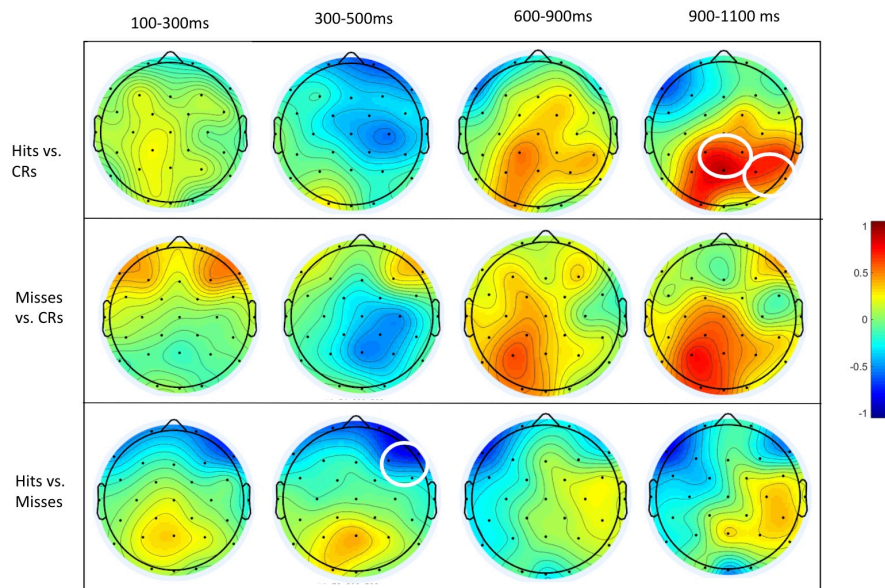 100-300ms
300-500ms
600-900ms
900-1100 ms
Hits vs.
CRs
Misses
vs. CRs
Hits vs.
Misses
1
0.5
0
-0.5
-1